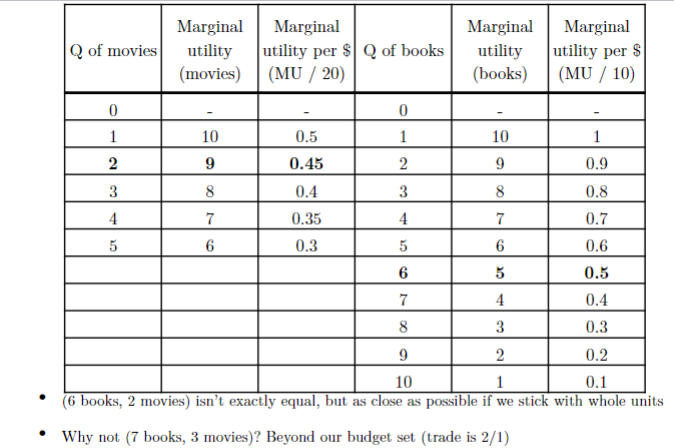 Q of movies Marginal utility (movies) Marginal utility per $ (MU / 20) Q of books Marginal utility (books) Marginal utility per $ (MU / 10)
0 - - 0 - -
1 10 0.5 1 10 1
2 9 0.45 2 9 0.9
3 8 0.4 3 8 0.8
4 7 0.35 4 7 0.7
5 6 0.3 5 6 0.6
6 5 0.5
7 4 0.4
8 3 0.3
9 2 0.2
10 1 0.1
• (6 books, 2 movies) isn't exactly equal, but as close as possible if we stick with whole units
• Why not (7 books, 3 movies)? Beyond our budget set (trade is 2/1)